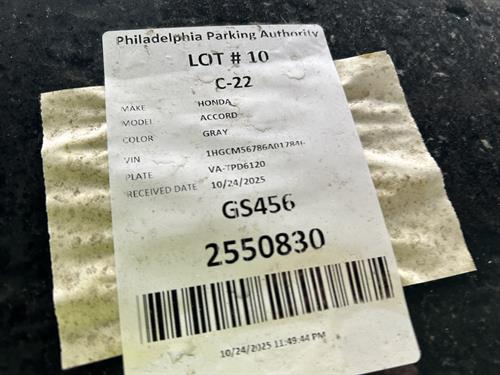 Philadelphia Parking Authority
LOT # 10
C-22
MAKE HONDA
MODEL ACCORD
COLOR GRAY
VIN
PLATE VA-TPD6120
RECEIVED DATE 10/24/2025
GS456
2550830
10/24/2025 11:49:44 PM